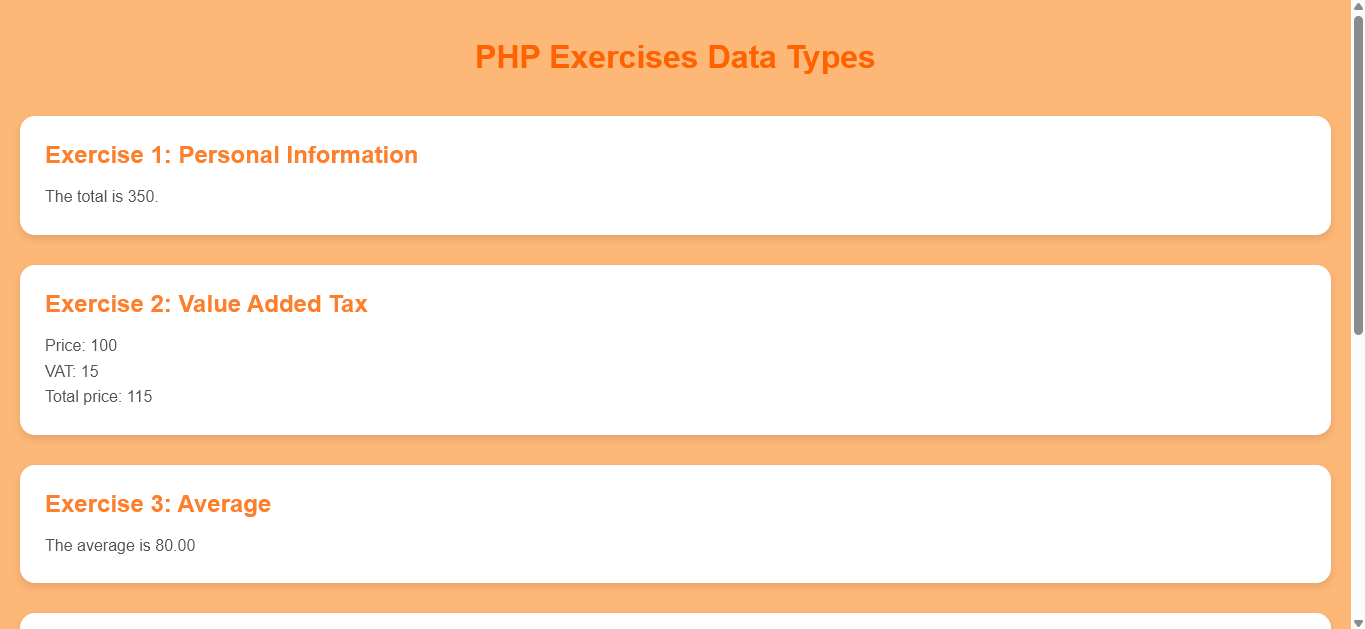 PHP Exercises Data Types
Exercise 1: Personal Information
The total is 350.
Exercise 2: Value Added Tax
Price: 100
VAT: 15
Total price: 115
Exercise 3: Average
The average is 80.00